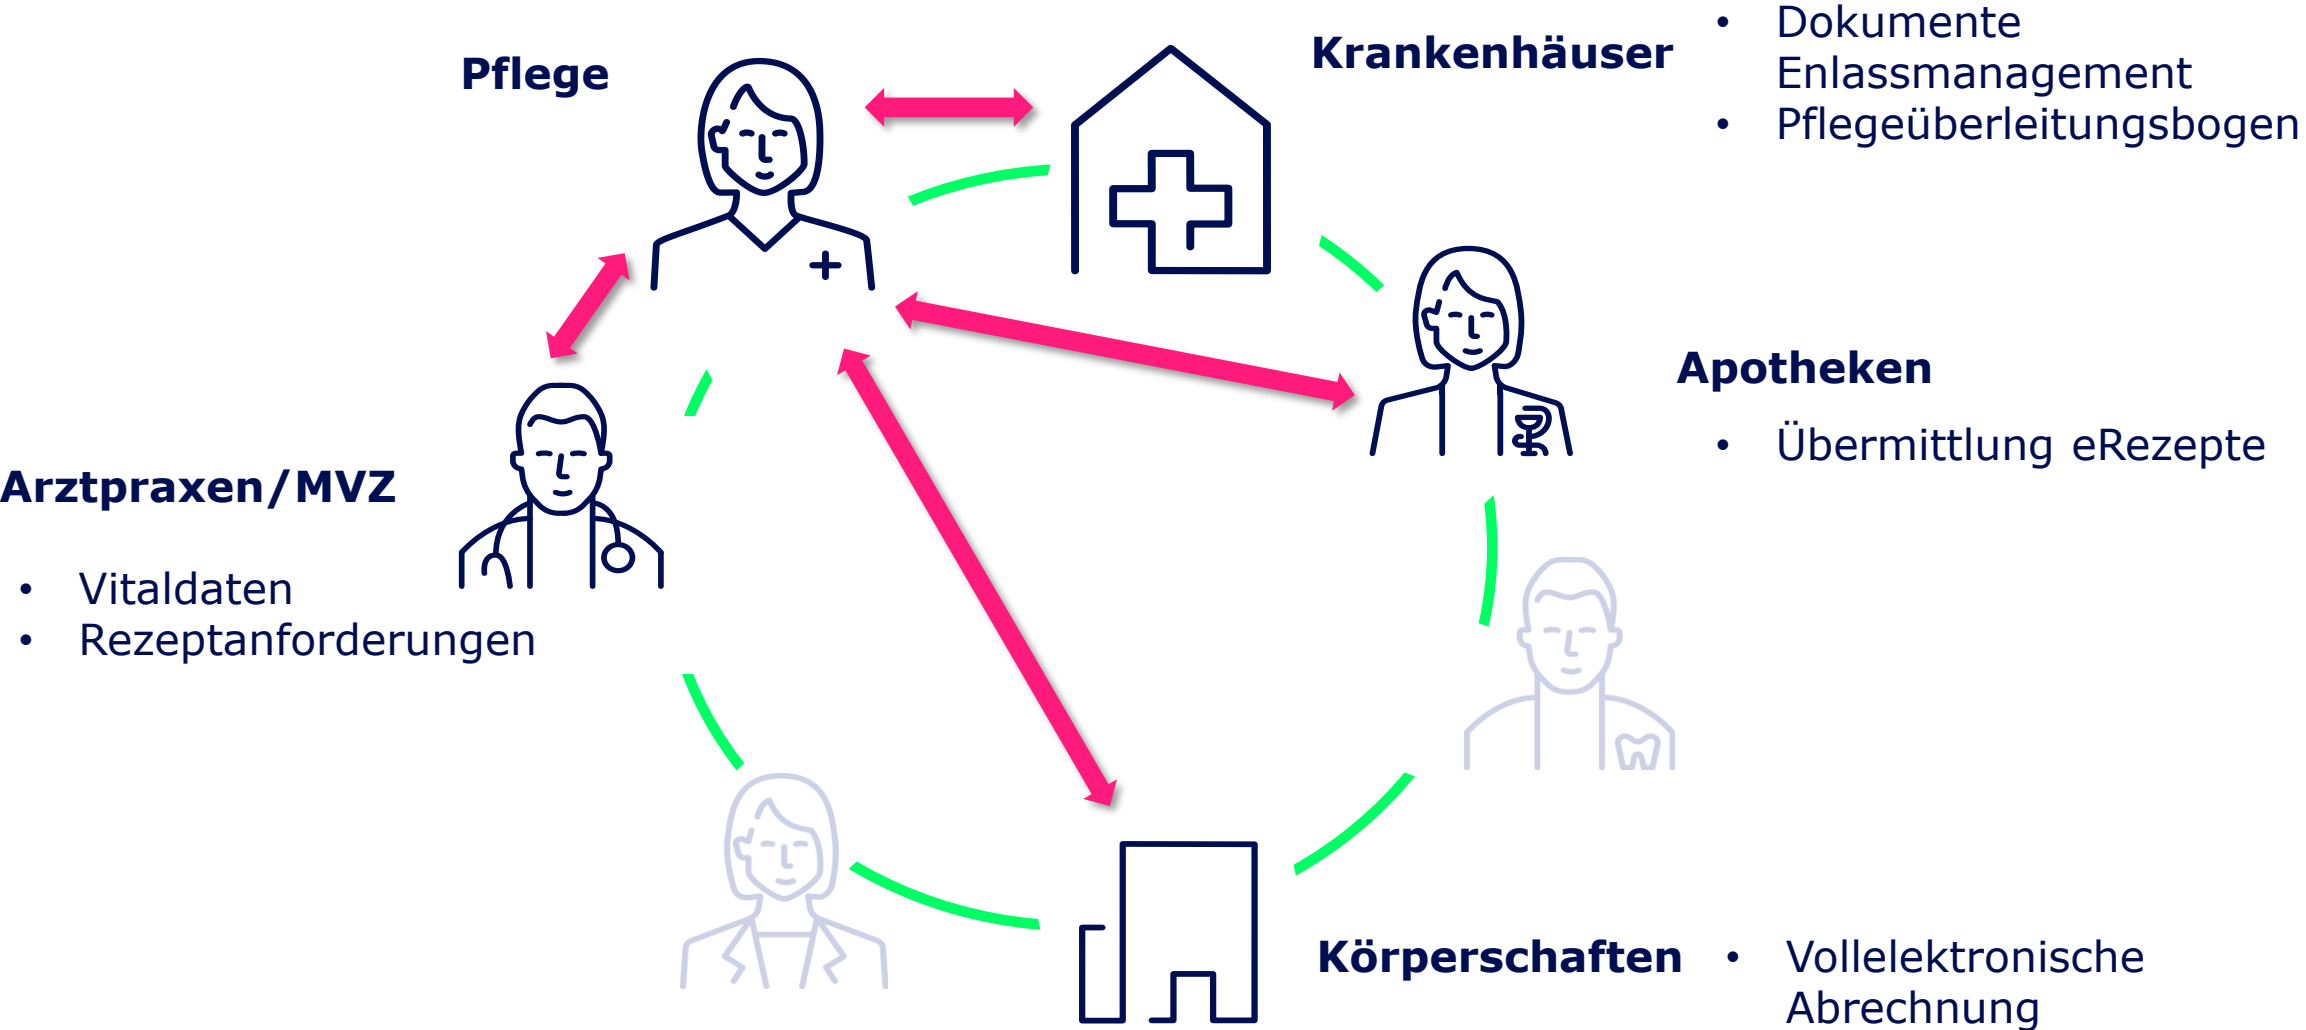 Pflege
Krankenhäuser
• Dokumente
Enlassmanagement
• Pflegeüberleitungsbogen
Apotheken
• Übermittlung eRezepte
Arztpraxen/MVZ
• Vitaldaten
• Rezeptanforderungen
Körperschaften
• Vollelektronische
Abrechnung